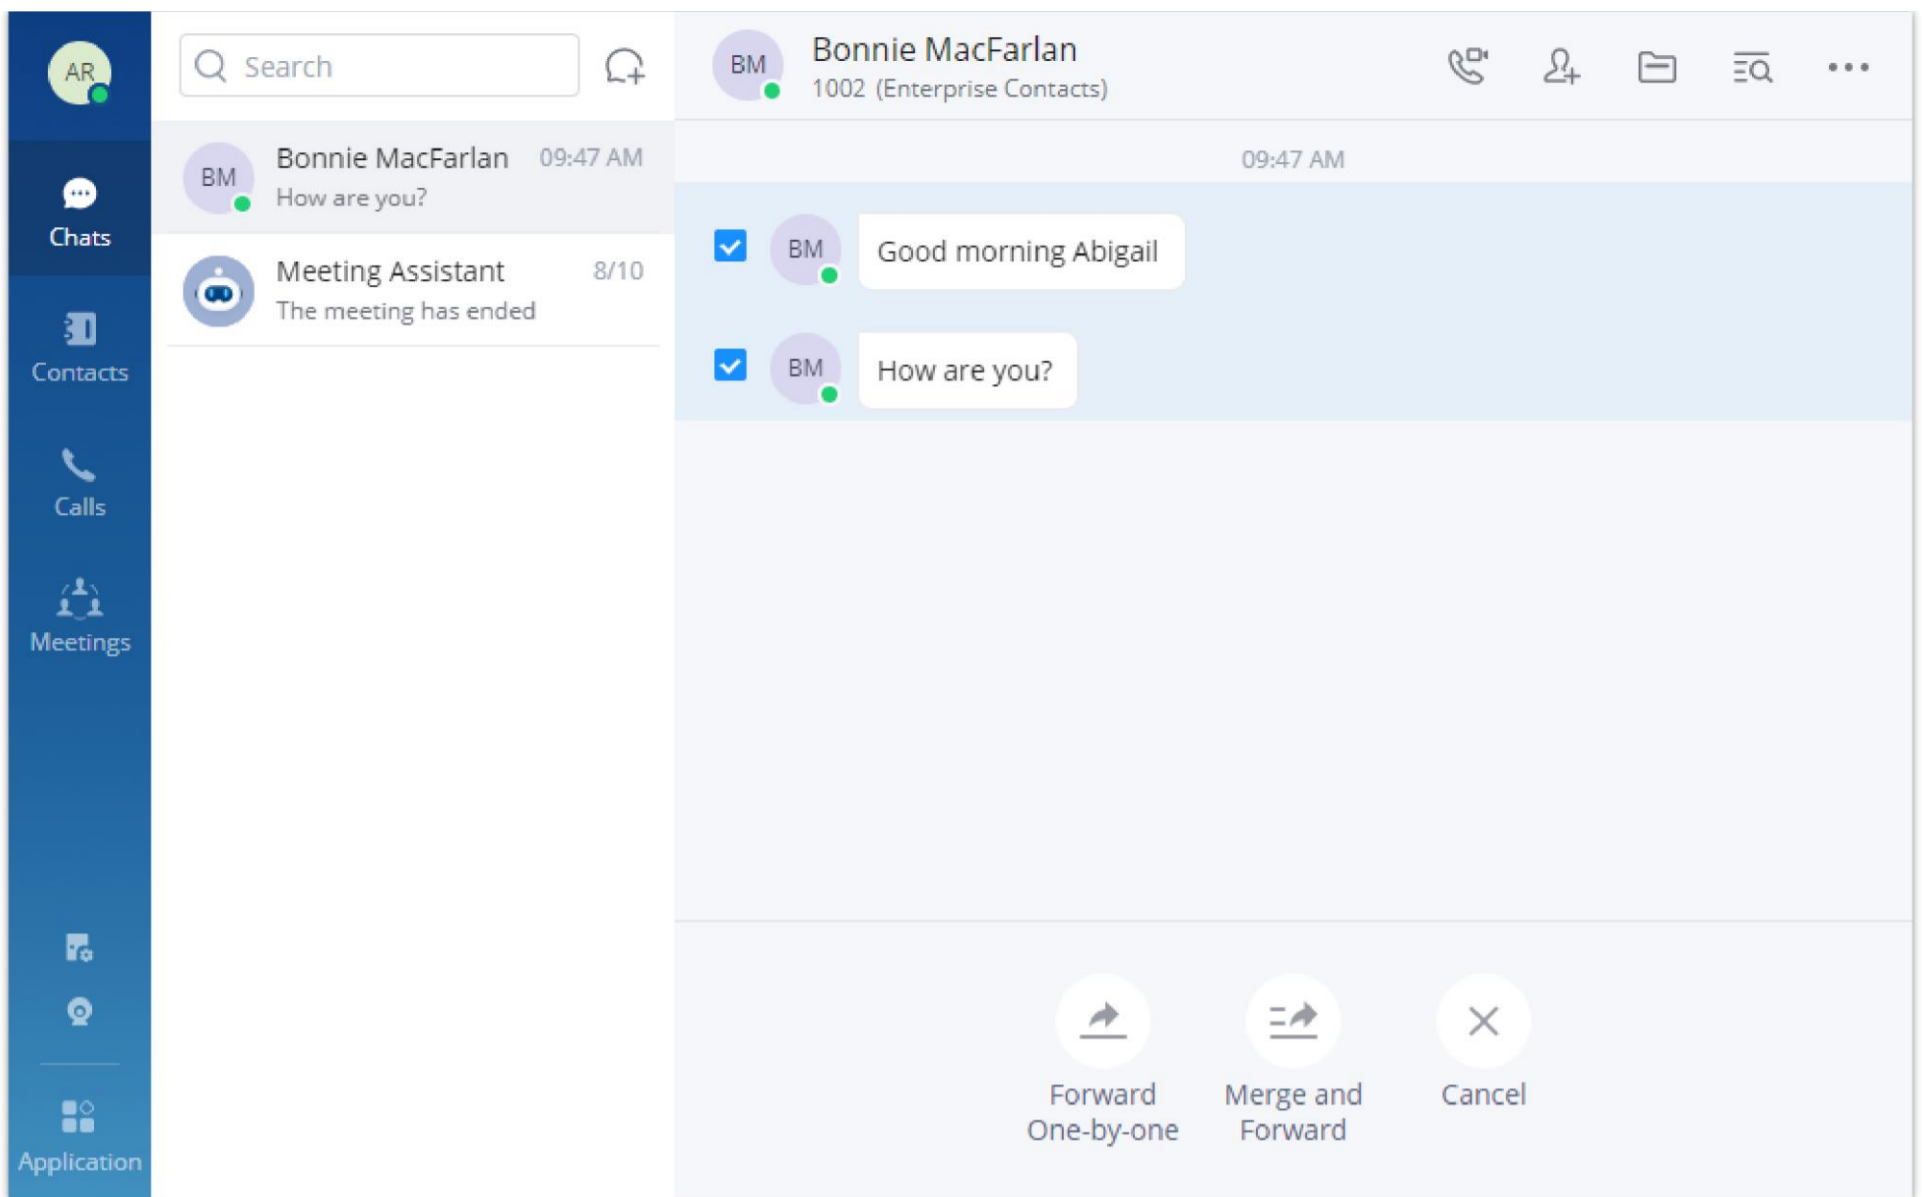 AR
Chats
Contacts
Calls
Meetings
Application
Search
BM
Bonnie MacFarlan 09:47 AM
How are you?
Meeting Assistant 8/10
The meeting has ended
BM
Bonnie MacFarlan
1002 (Enterprise Contacts)
09:47 AM
BM
Good morning Abigail
BM
How are you?
Forward
One-by-one
Merge and
Forward
Cancel